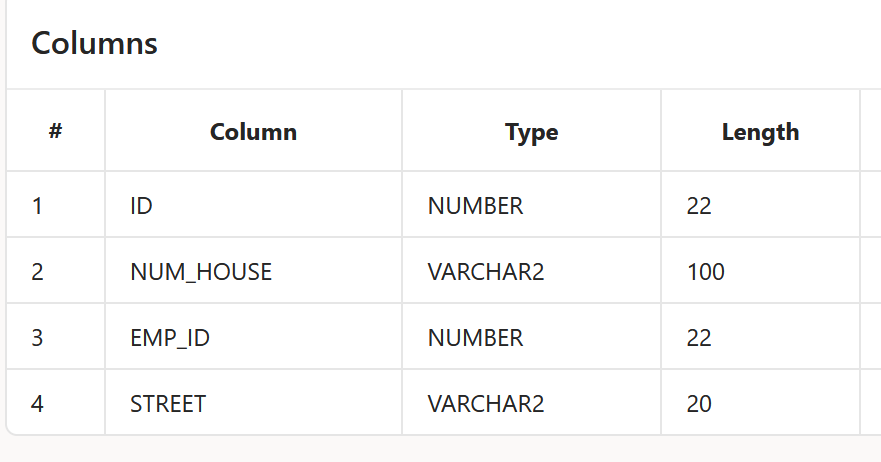 Columns
# Column Type Length
1 ID NUMBER 22
2 NUM_HOUSE VARCHAR2 100
3 EMP_ID NUMBER 22
4 STREET VARCHAR2 20